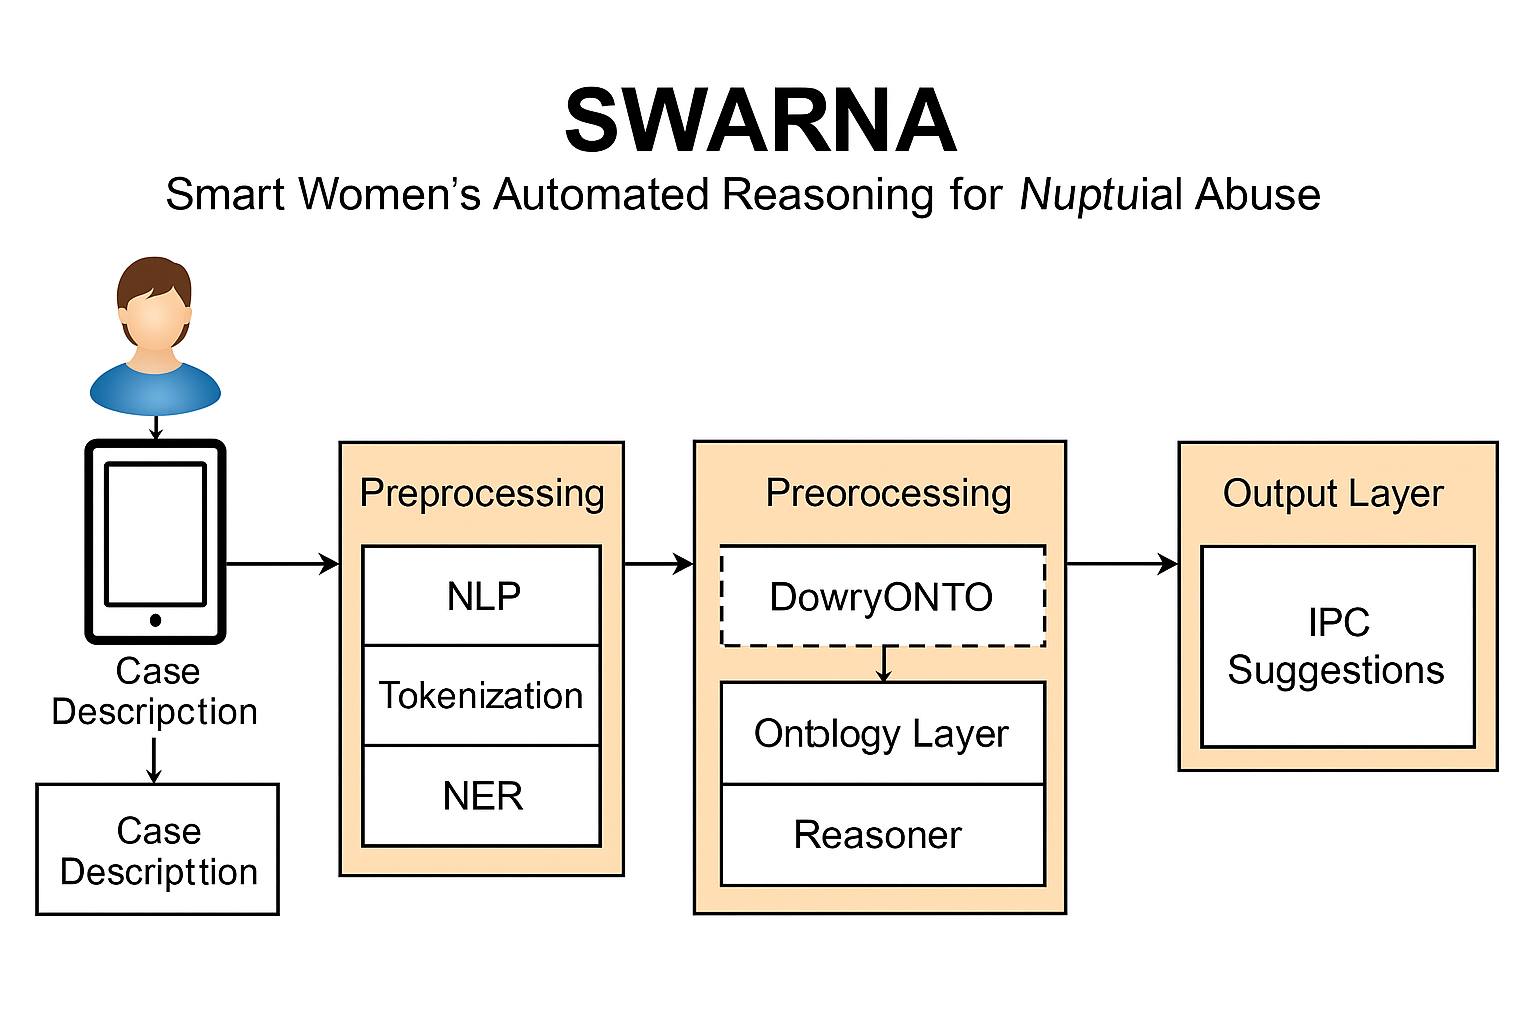 SWARNA
Smart Women's Automated Reasoning for Nuptuial Abuse
Case
Descripction
Case
Descripttion
Preprocessing
NLP
Tokenization
NER
Preorocessing
DowryONTO
Ontology Layer
Reasoner
Output Layer
IPC
Suggestions